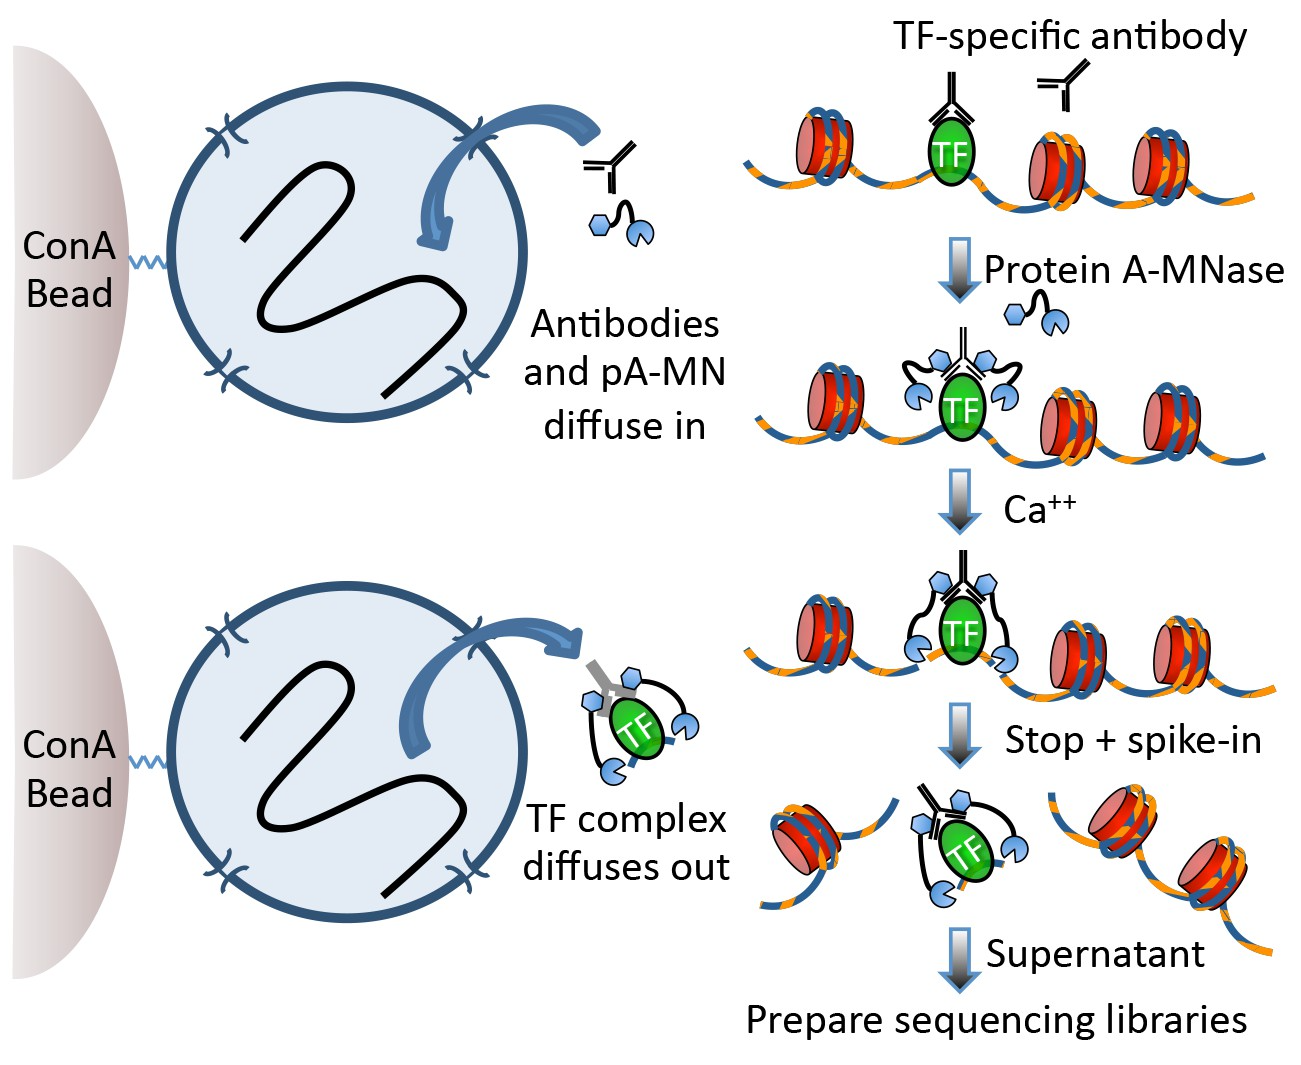 ConA
Bead
Antibodies
and pA-MN
diffuse in
ConA
Bead
TF complex
diffuses out
TF
TF-specific antibody
TF
Protein A-MNase
TF
Ca⁺⁺
TF
Stop + spike-in
TF
Supernatant
Prepare sequencing libraries